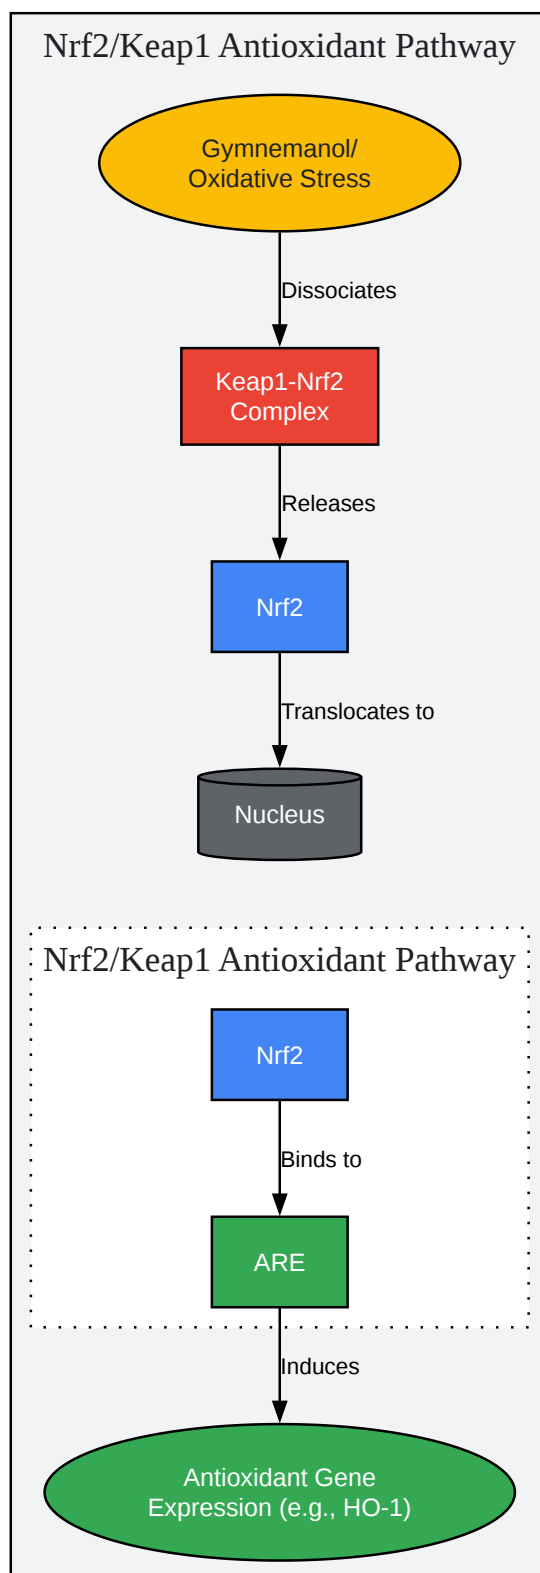 Nrf2/Keap1 Antioxidant Pathway
Gymnemanol/
Oxidative Stress
Dissociates
Keap1-Nrf2
Complex
Releases
Nrf2
Translocates to
Nucleus
Nrf2/Keap1 Antioxidant Pathway
Nrf2
Binds to
ARE
Induces
Antioxidant Gene
Expression (e.g., HO-1)